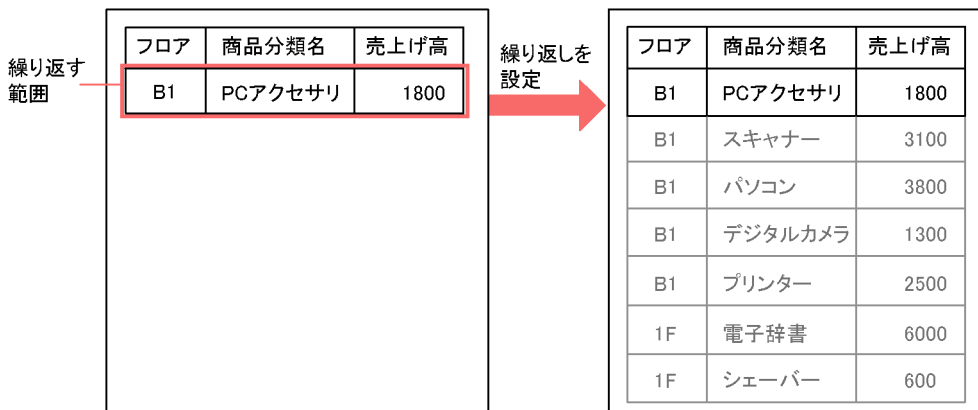 繰り返す
範囲
フロア 商品分類名 売上げ高
B1 PCアクセサリ 1800
繰り返しを
設定
フロア 商品分類名 売上げ高
B1 PCアクセサリ 1800
B1 スキャナー 3100
B1 パソコン 3800
B1 デジタルカメラ 1300
B1 プリンター 2500
1F 電子辞書 6000
1F シェーバー 600